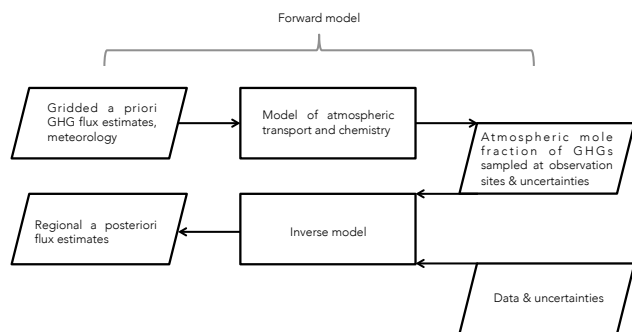 Forward model
Gridded a priori
GHG flux estimates,
meteorology
Model of atmospheric
transport and chemistry
Atmospheric mole
fraction of GHGs
sampled at observation
sites & uncertainties
Regional a posteriori
flux estimates
Inverse model
Data & uncertainties